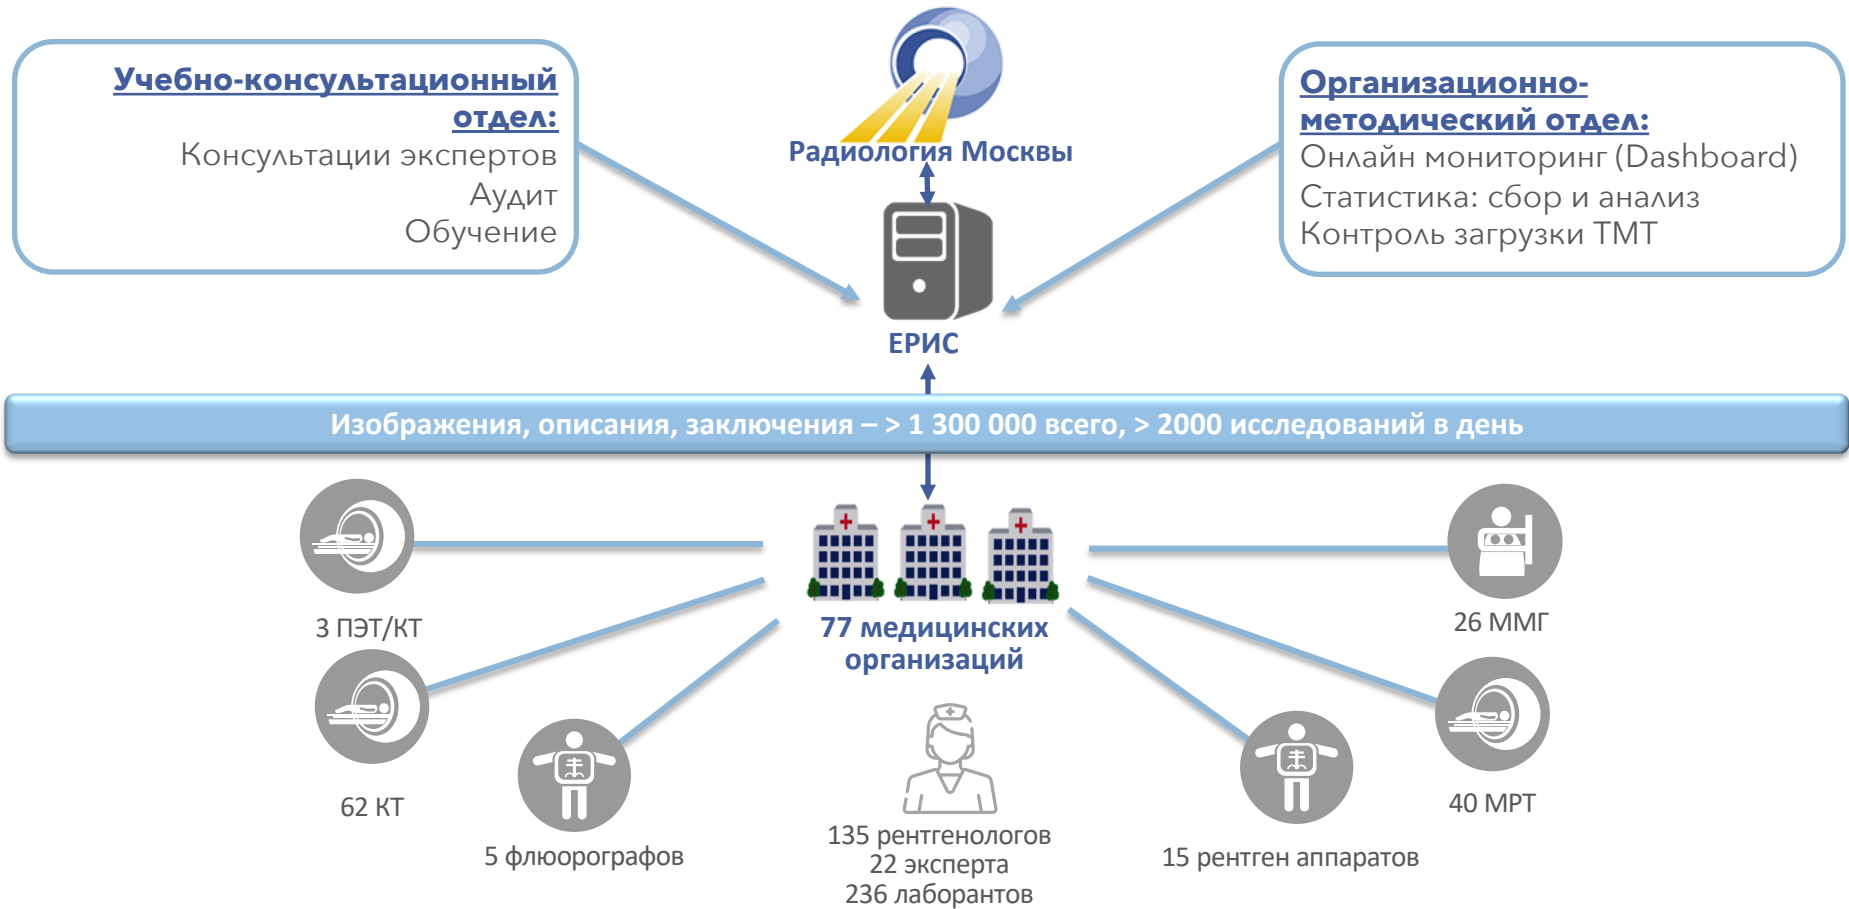 Учебно-консультационный
отдел:
Консультации экспертов
Аудит
Обучение
Радиология Москвы
Организационно-
методический отдел:
Онлайн мониторинг (Dashboard)
Статистика: сбор и анализ
Контроль загрузки ТМТ
ЕРИС
Изображения, описания, заключения – > 1 300 000 всего, > 2000 исследований в день
3 ПЭТ/КТ
77 медицинских
организаций
26 ММГ
62 КТ
40 МРТ
5 флюорографов
135 рентгенологов
22 эксперта
236 лаборантов
15 рентген аппаратов